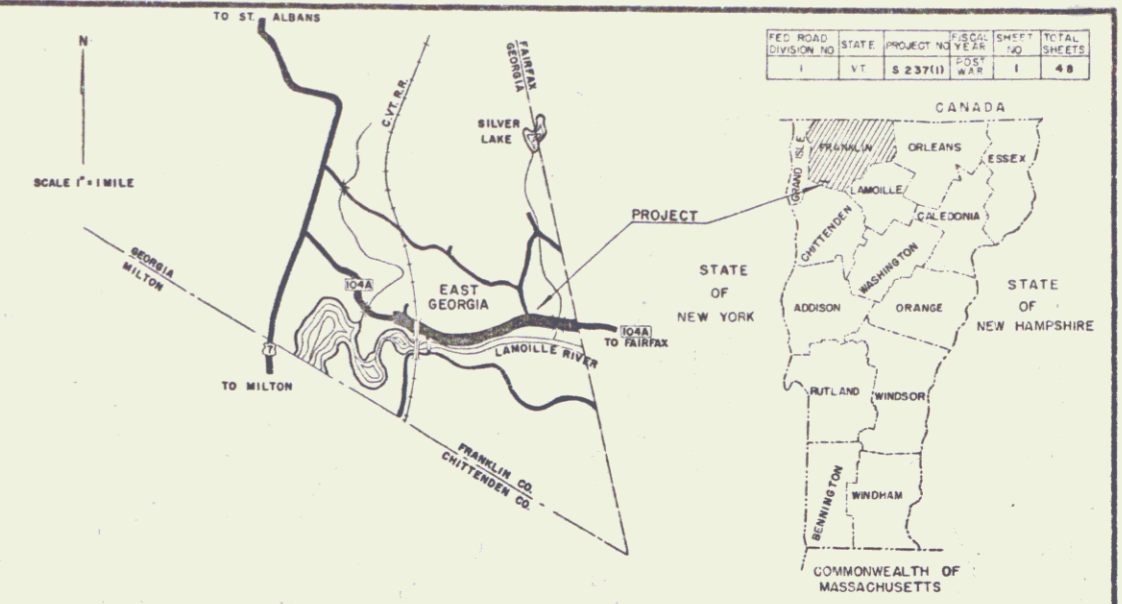 TO ST. ALBANS
N
SCALE 1" = 1 MILE
C. VT. R.R.
FAIRFAX
GEORGIA
SILVER
LAKE
PROJECT
GEORGIA
MILTON
104A
EAST
GEORGIA
104A
TO FAIRFAX
LAMOILLE RIVER
7
TO MILTON
FRANKLIN CO.
CHITTENDEN CO.
FED ROAD DIVISION NO STATE PROJECT NO FISCAL YEAR SHEET NO TOTAL SHEETS
1 VT. S 237(1) POST WAR 1 48
CANADA
GRAND ISLE
FRANKLIN
ORLEANS
ESSEX
LAMOILLE
CALEDONIA
CHITTENDEN
WASHINGTON
STATE
OF
NEW YORK
ADDISON
ORANGE
STATE
OF
NEW HAMPSHIRE
RUTLAND
WINDSOR
BENNINGTON
WINDHAM
COMMONWEALTH OF
MASSACHUSETTS